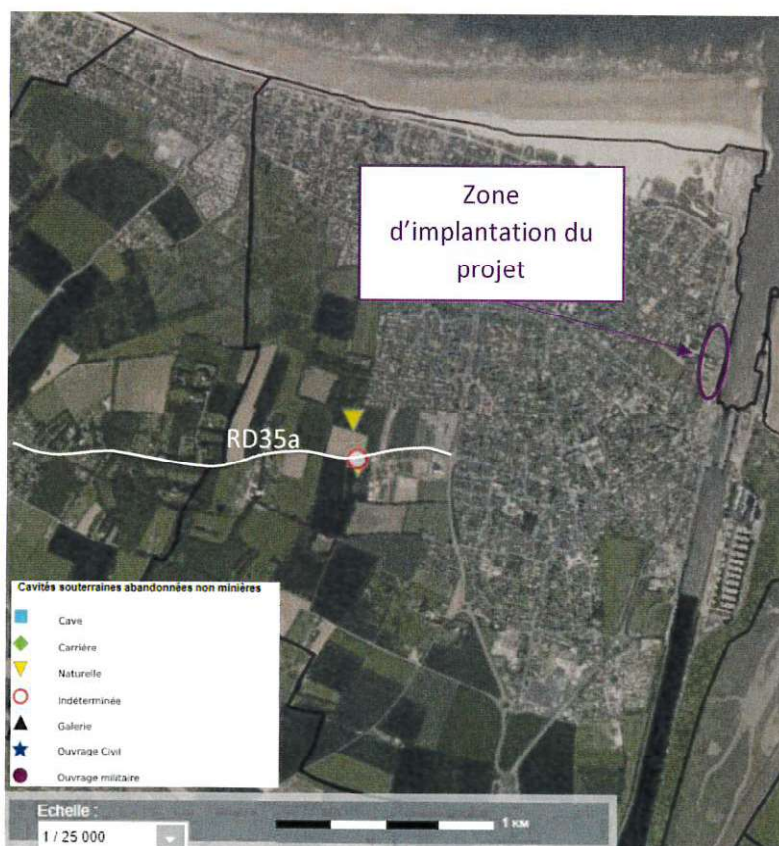 Zone
d'implantation du
projet
RD35a
Cavités souterraines abandonnées non minières
Cave
Carrière
Naturelle
Indéterminée
Galerie
Ouvrage Civil
Ouvrage militaire
Echelle :
1 / 25 000
1 KM